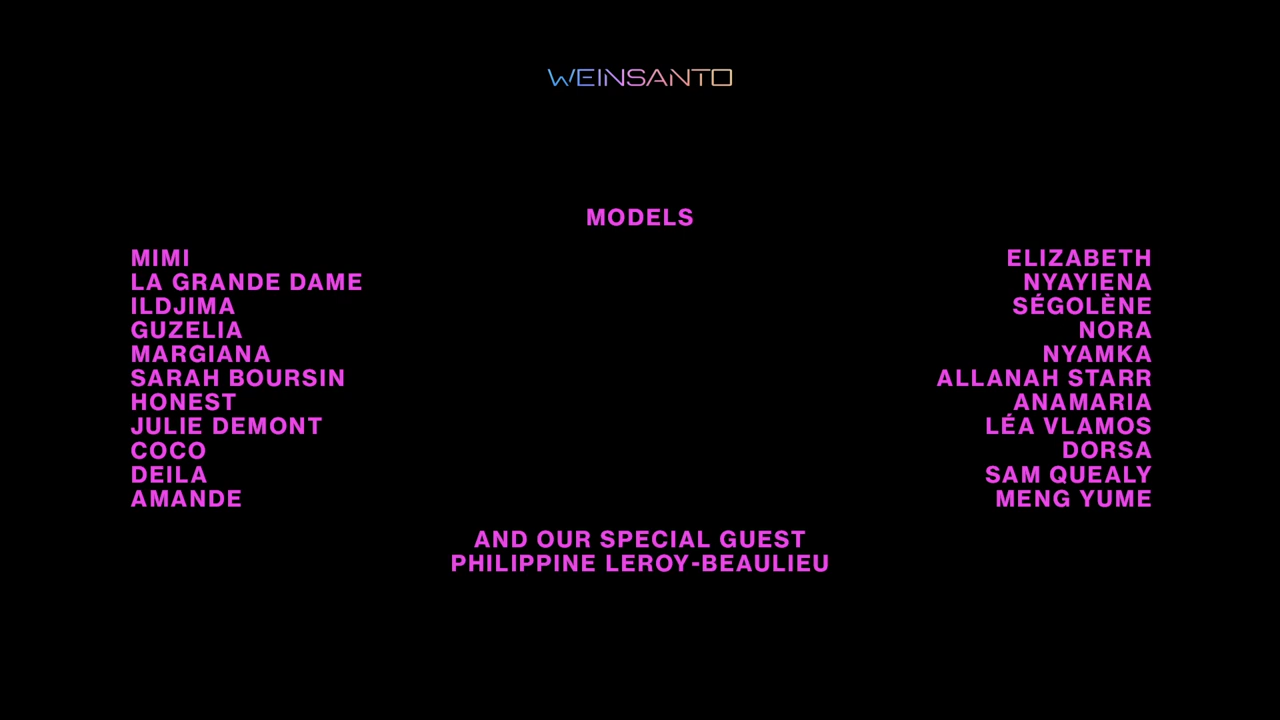 WEINSANTO
MODELS
MIMI
LA GRANDE DAME
ILDJIMA
GUZELIA
MARGIANA
SARAH BOURSIN
HONEST
JULIE DEMONT
COCO
DEILA
AMANDE
ELIZABETH
NYAYIENA
SÉGOLÈNE
NORA
NYAMKA
ALLANAH STARR
ANAMARIA
LÉA VLAMOS
DORSA
SAM QUEALY
MENG YUME
AND OUR SPECIAL GUEST
PHILIPPINE LEROY-BEAULIEU